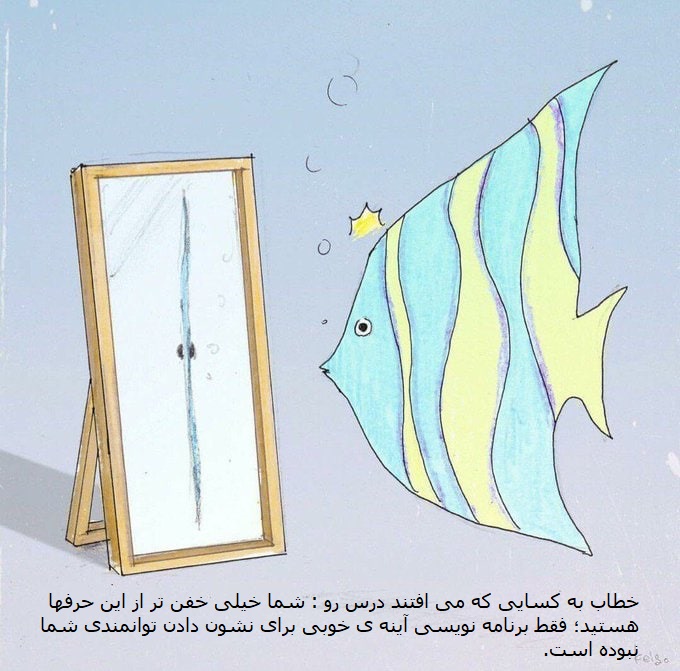 خطاب به کسایی که می افتند درس رو : شما خیلی خفن تر از این حرفها
هستید؛ فقط برنامه نویسی آینه ی خوبی برای نشون دادن توانمندی شما
نبوده است.